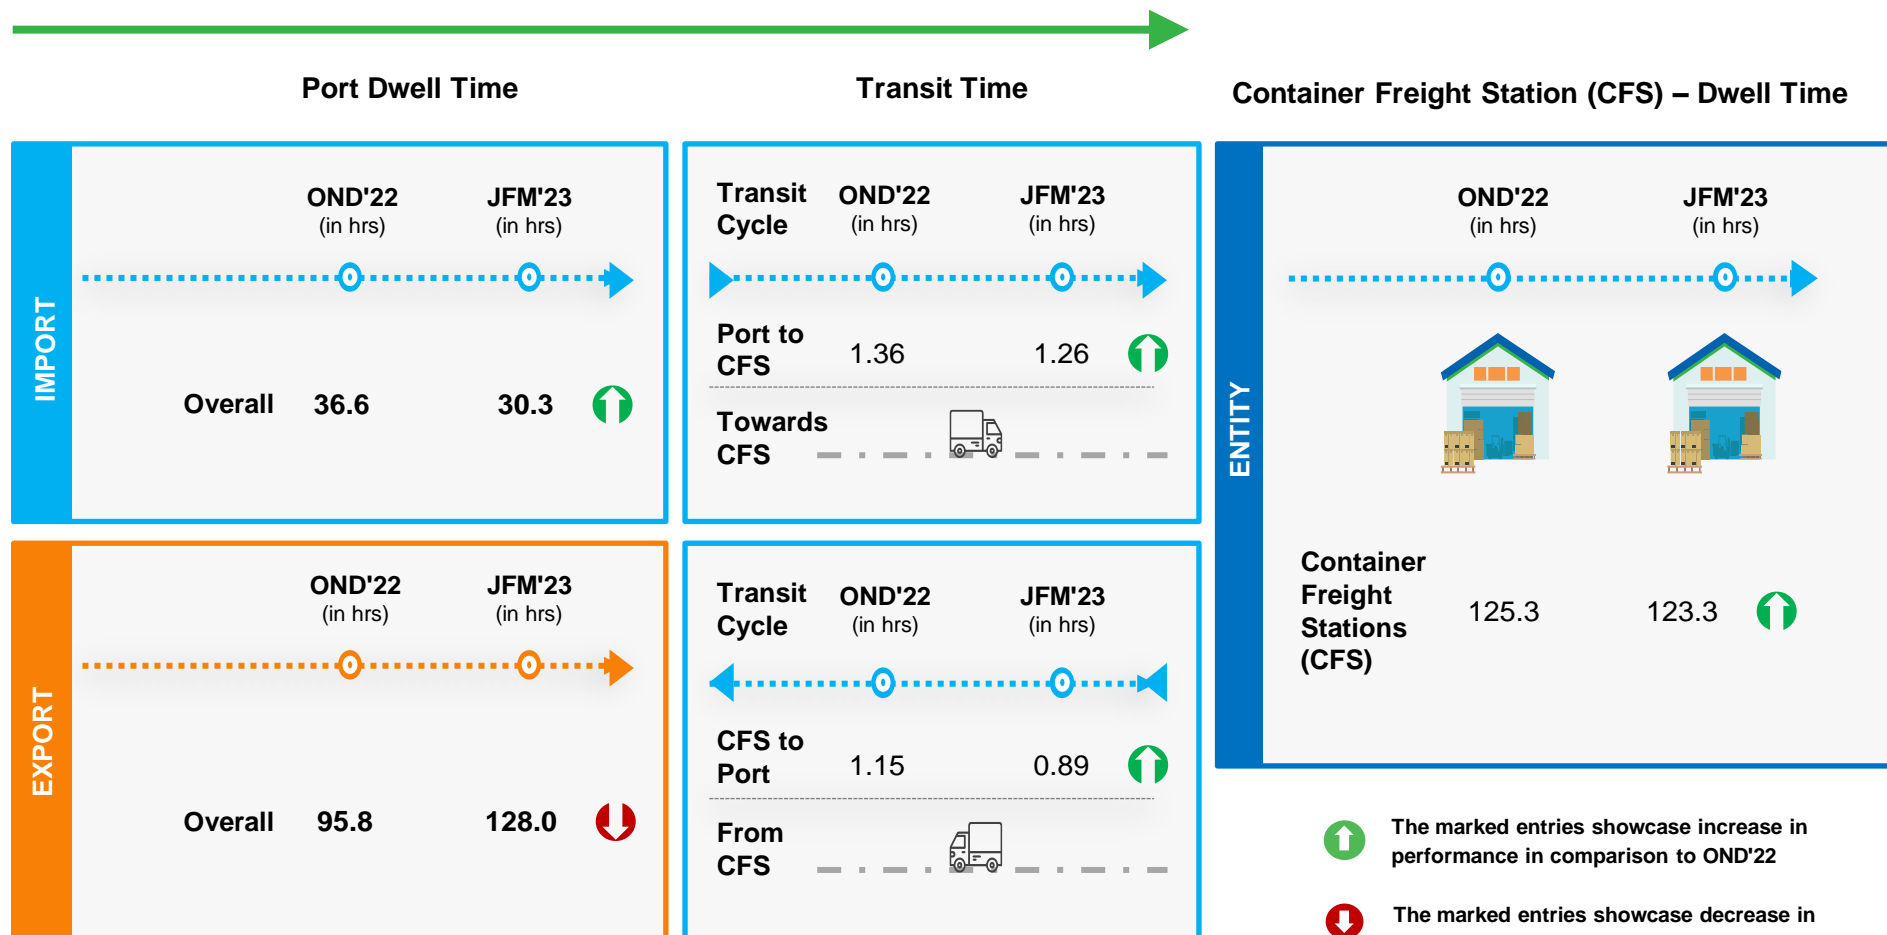 Port Dwell Time
Transit Time
Container Freight Station (CFS) – Dwell Time
IMPORT
OND'22
(in hrs)
JFM'23
(in hrs)
Overall 36.6 30.3
Transit
Cycle
OND'22
(in hrs)
JFM'23
(in hrs)
Port to
CFS
1.36 1.26
Towards
CFS
ENTITY
OND'22
(in hrs)
JFM'23
(in hrs)
Container
Freight
Stations
(CFS)
125.3 123.3
EXPORT
OND'22
(in hrs)
JFM'23
(in hrs)
Overall 95.8 128.0
Transit
Cycle
OND'22
(in hrs)
JFM'23
(in hrs)
CFS to
Port
1.15 0.89
From
CFS
The marked entries showcase increase in
performance in comparison to OND'22
The marked entries showcase decrease in